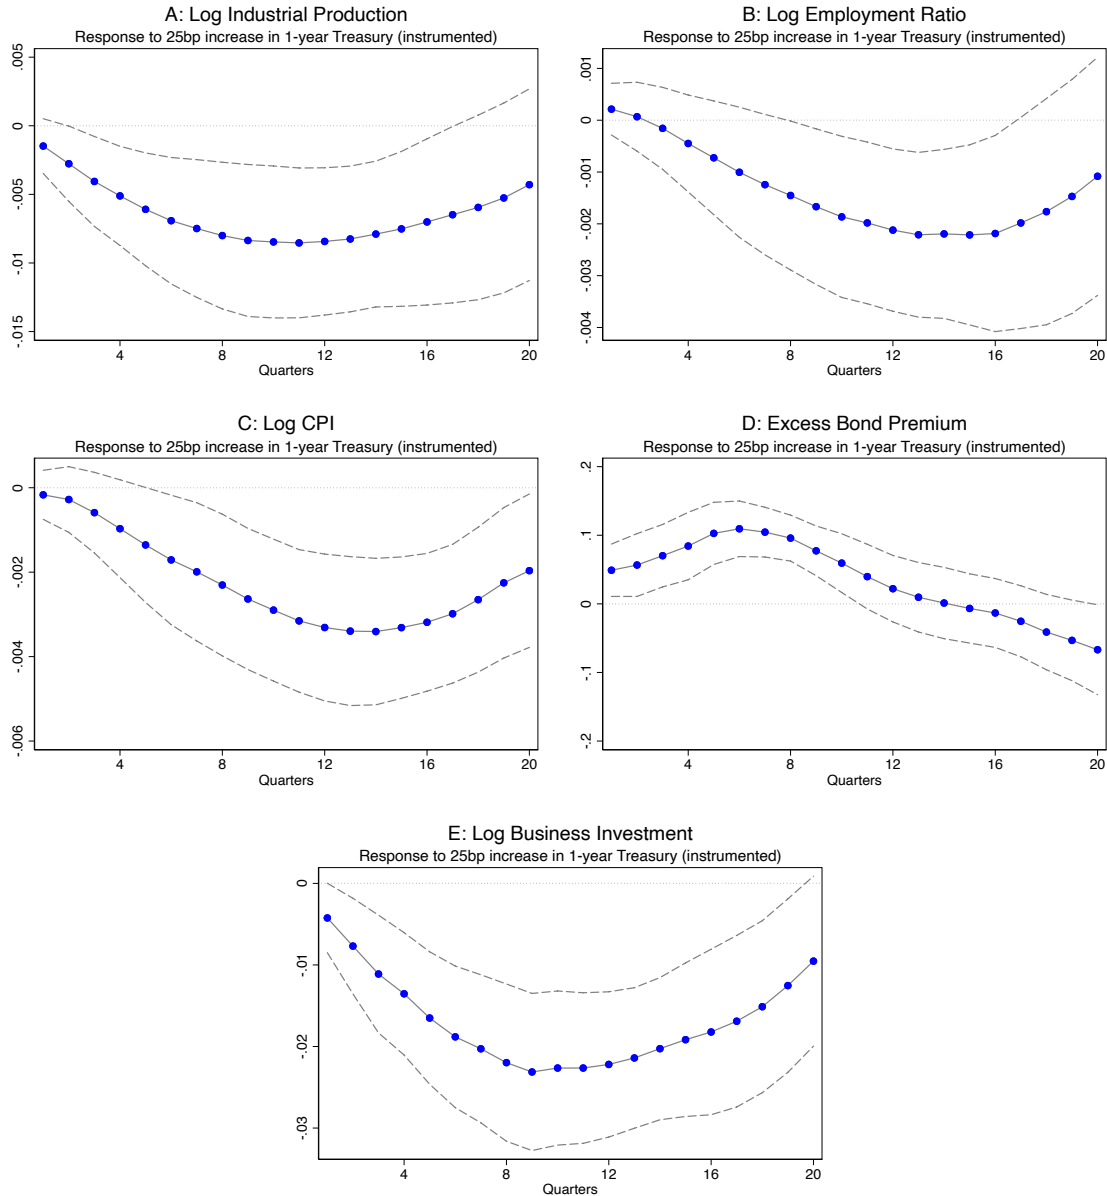 A: Log Industrial Production
Response to 25bp increase in 1-year Treasury (instrumented)
.005
0
-.005
-.01
-.015
4 8 12 16 20
Quarters
B: Log Employment Ratio
Response to 25bp increase in 1-year Treasury (instrumented)
.001
0
-.001
-.002
-.003
-.004
4 8 12 16 20
Quarters
C: Log CPI
Response to 25bp increase in 1-year Treasury (instrumented)
0
-.002
-.004
-.006
4 8 12 16 20
Quarters
D: Excess Bond Premium
Response to 25bp increase in 1-year Treasury (instrumented)
.2
.1
0
-.1
-.2
4 8 12 16 20
Quarters
E: Log Business Investment
Response to 25bp increase in 1-year Treasury (instrumented)
0
-.01
-.02
-.03
4 8 12 16 20
Quarters